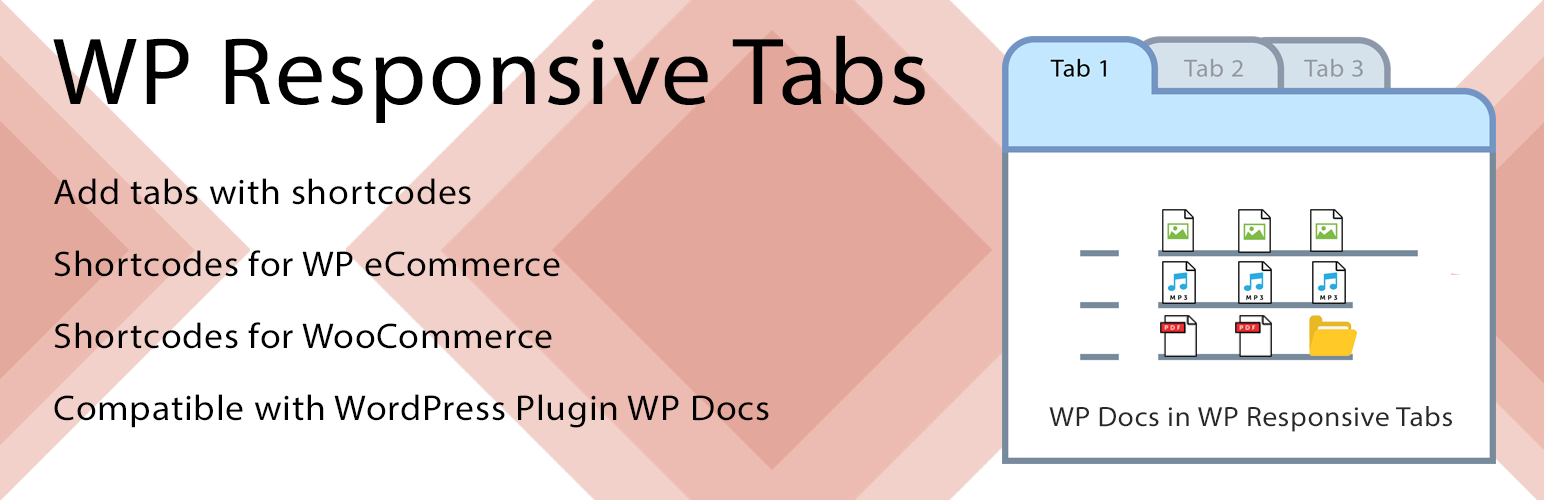 WP Responsive Tabs
Add tabs with shortcodes
Shortcodes for WP eCommerce
Shortcodes for WooCommerce
Compatible with WordPress Plugin WP Docs
Tab 1 Tab 2 Tab 3
MP3 MP3 MP3
PDF PDF
WP Docs in WP Responsive Tabs